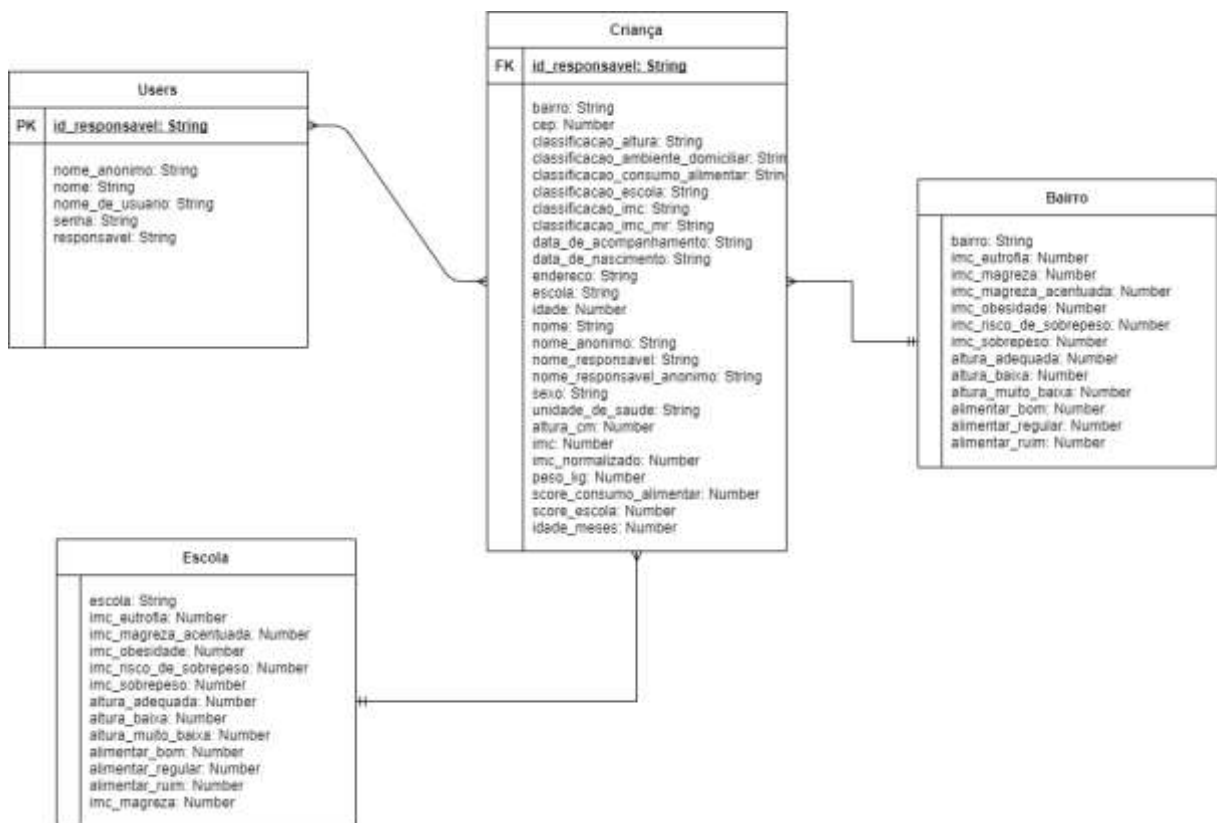 Users
PK id_responsavel: String
nome_anonimo: String
nome: String
nome_de_usuario: String
senha: String
responsavel: String
Criança
FK id_responsavel: String
bairro: String
cep: Number
classificacao_altura: String
classificacao_ambiente_domiciliar: Strin
classificacao_consumo_alimentar: Strin
classificacao_escola: String
classificacao_imc: String
classificacao_imc_mr: String
data_de_acompanhamento: String
data_de_nascimento: String
endereco: String
escola: String
idade: Number
nome: String
nome_anonimo: String
nome_responsavel: String
nome_responsavel_anonimo: String
sexo: String
unidade_de_saude: String
altura_cm: Number
imc: Number
imc_normalizado: Number
peso_kg: Number
score_consumo_alimentar: Number
score_escola: Number
idade_meses: Number
Bairro
bairro: String
imc_eutrofia: Number
imc_magreza: Number
imc_magreza_acentuada: Number
imc_obesidade: Number
imc_risco_de_sobrepeso: Number
imc_sobrepeso: Number
altura_adequada: Number
altura_baixa: Number
altura_muito_baixa: Number
alimentar_bom: Number
alimentar_regular: Number
alimentar_ruim: Number
Escola
escola: String
imc_eutrofia: Number
imc_magreza_acentuada: Number
imc_obesidade: Number
imc_risco_de_sobrepeso: Number
imc_sobrepeso: Number
altura_adequada: Number
altura_baixa: Number
altura_muito_baixa: Number
alimentar_bom: Number
alimentar_regular: Number
alimentar_ruim: Number
imc_magreza: Number